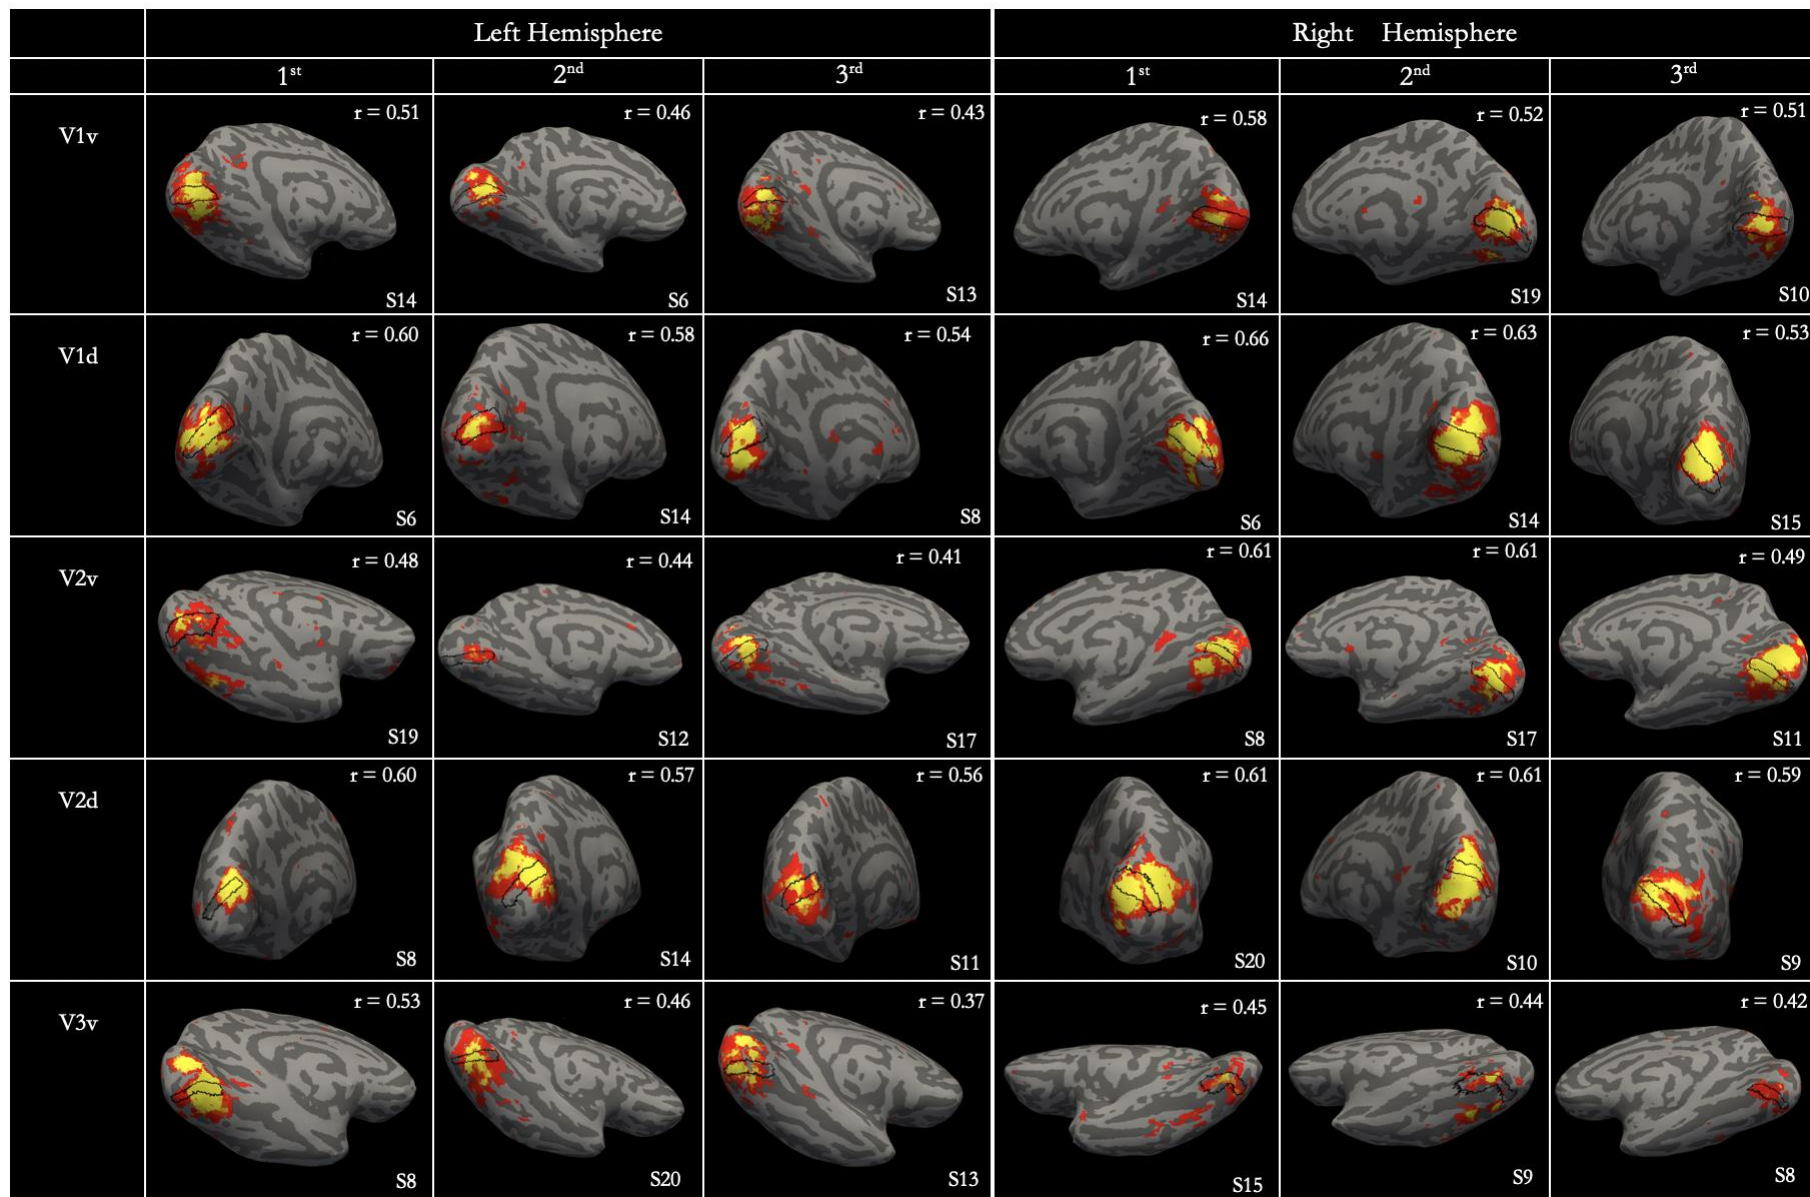 Left Hemisphere Right Hemisphere
1st 2nd 3rd 1st 2nd 3rd
V1v r = 0.51 r = 0.46 r = 0.43 r = 0.58 r = 0.52 r = 0.51
S14 S6 S13 S14 S19 S10
V1d r = 0.60 r = 0.58 r = 0.54 r = 0.66 r = 0.63 r = 0.53
S6 S14 S8 S6 S14 S15
V2v r = 0.48 r = 0.44 r = 0.41 r = 0.61 r = 0.61 r = 0.49
S19 S12 S17 S8 S17 S11
V2d r = 0.60 r = 0.57 r = 0.56 r = 0.61 r = 0.61 r = 0.59
S8 S14 S11 S20 S10 S9
V3v r = 0.53 r = 0.46 r = 0.37 r = 0.45 r = 0.44 r = 0.42
S8 S20 S13 S15 S9 S8